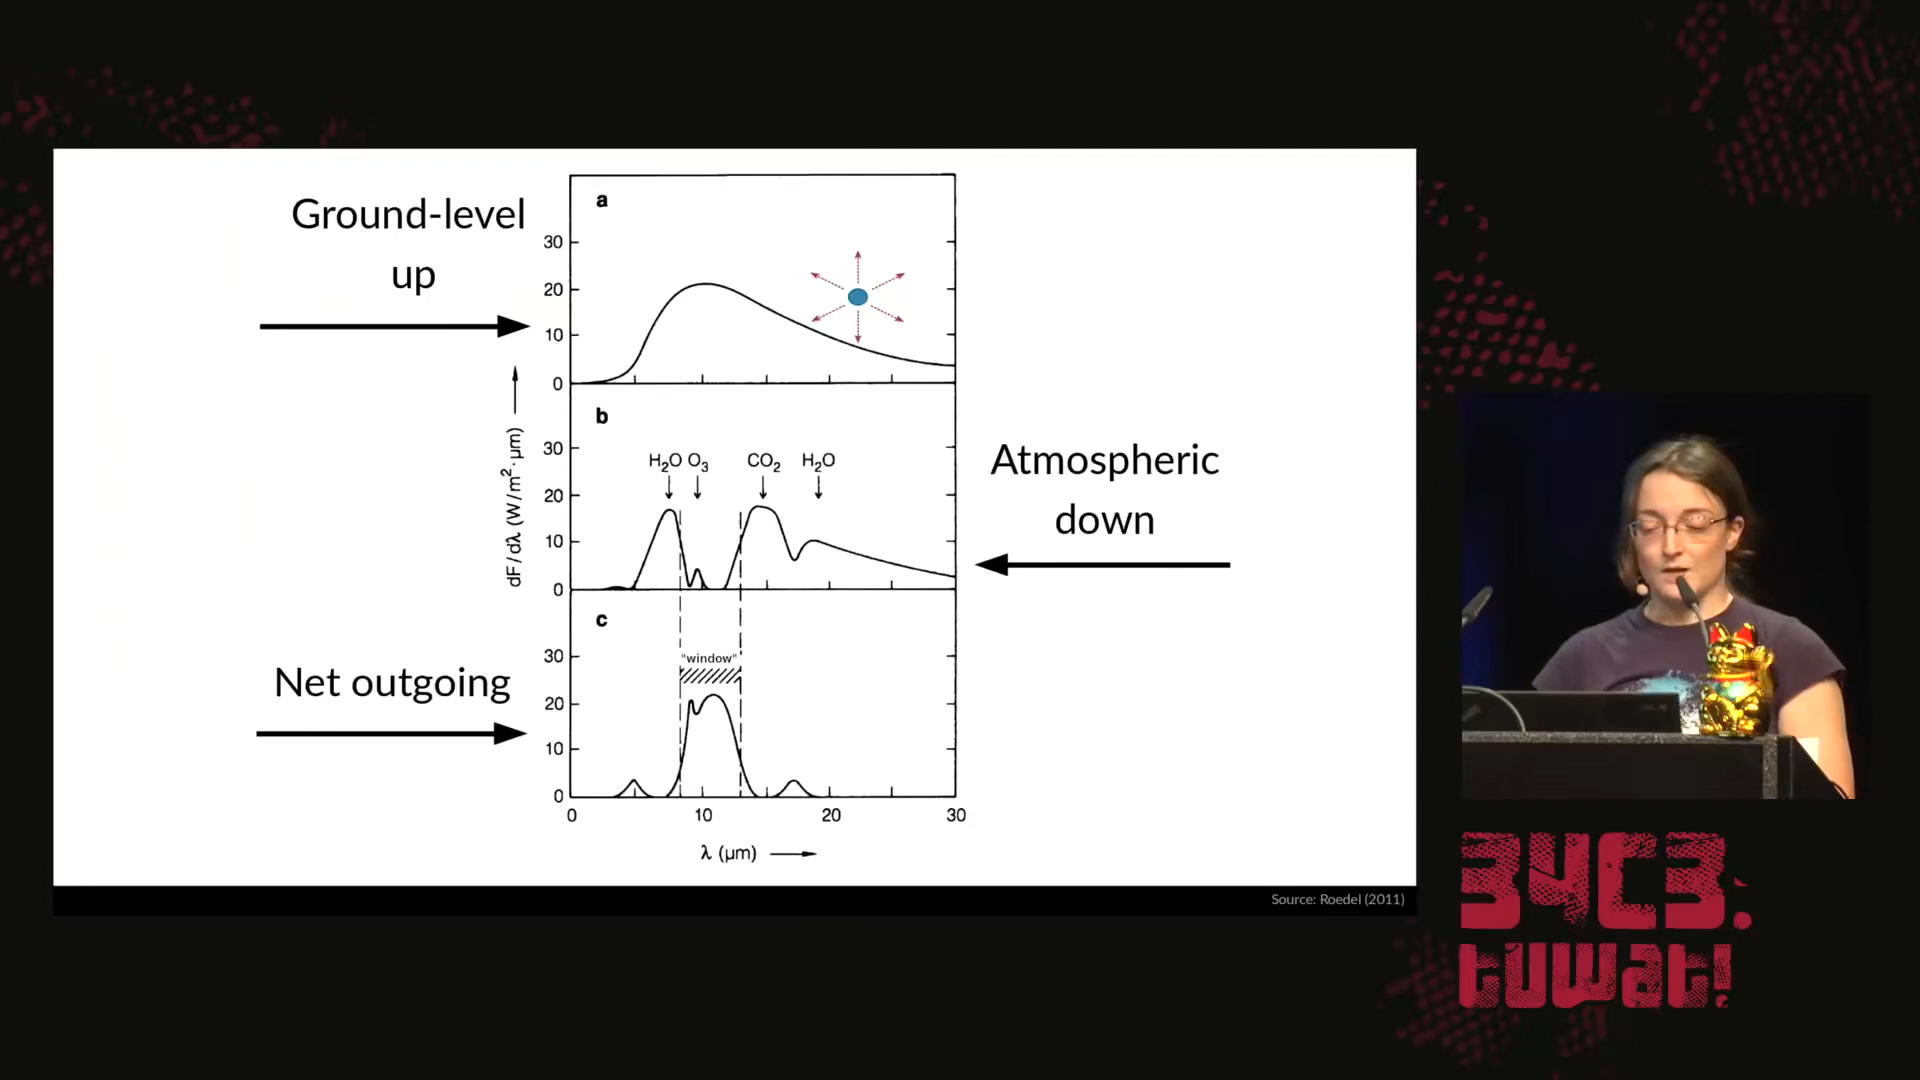 Ground-level
up
a
30
20
10
0
dF/dλ (W/m²·μm)
b
H₂O O₃ CO₂ H₂O
30
20
10
0
Atmospheric
down
c
"window"
30
20
10
0
Net outgoing
0 10 20 30
λ (μm)
Source: Roedel (2011)
34C3.
tuwat!